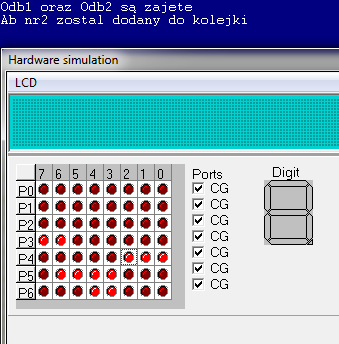 Odb1 oraz Odb2 są zajete
Ab nr2 zostal dodany do kolejki
Hardware simulation
LCD
7 6 5 4 3 2 1 0
Ports
Digit
P0
CG
P1
CG
P2
CG
P3
CG
P4
CG
P5
CG
P6
CG